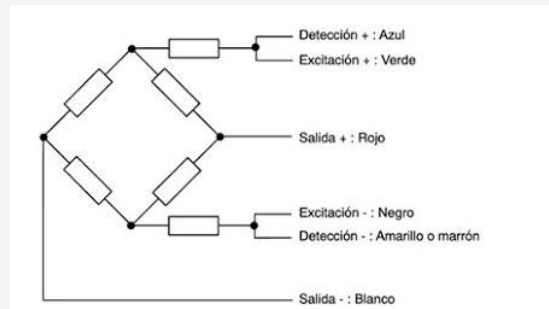 Detección + : Azul
Excitación + : Verde
Salida + : Rojo
Excitación - : Negro
Detección - : Amarillo o marrón
Salida - : Blanco